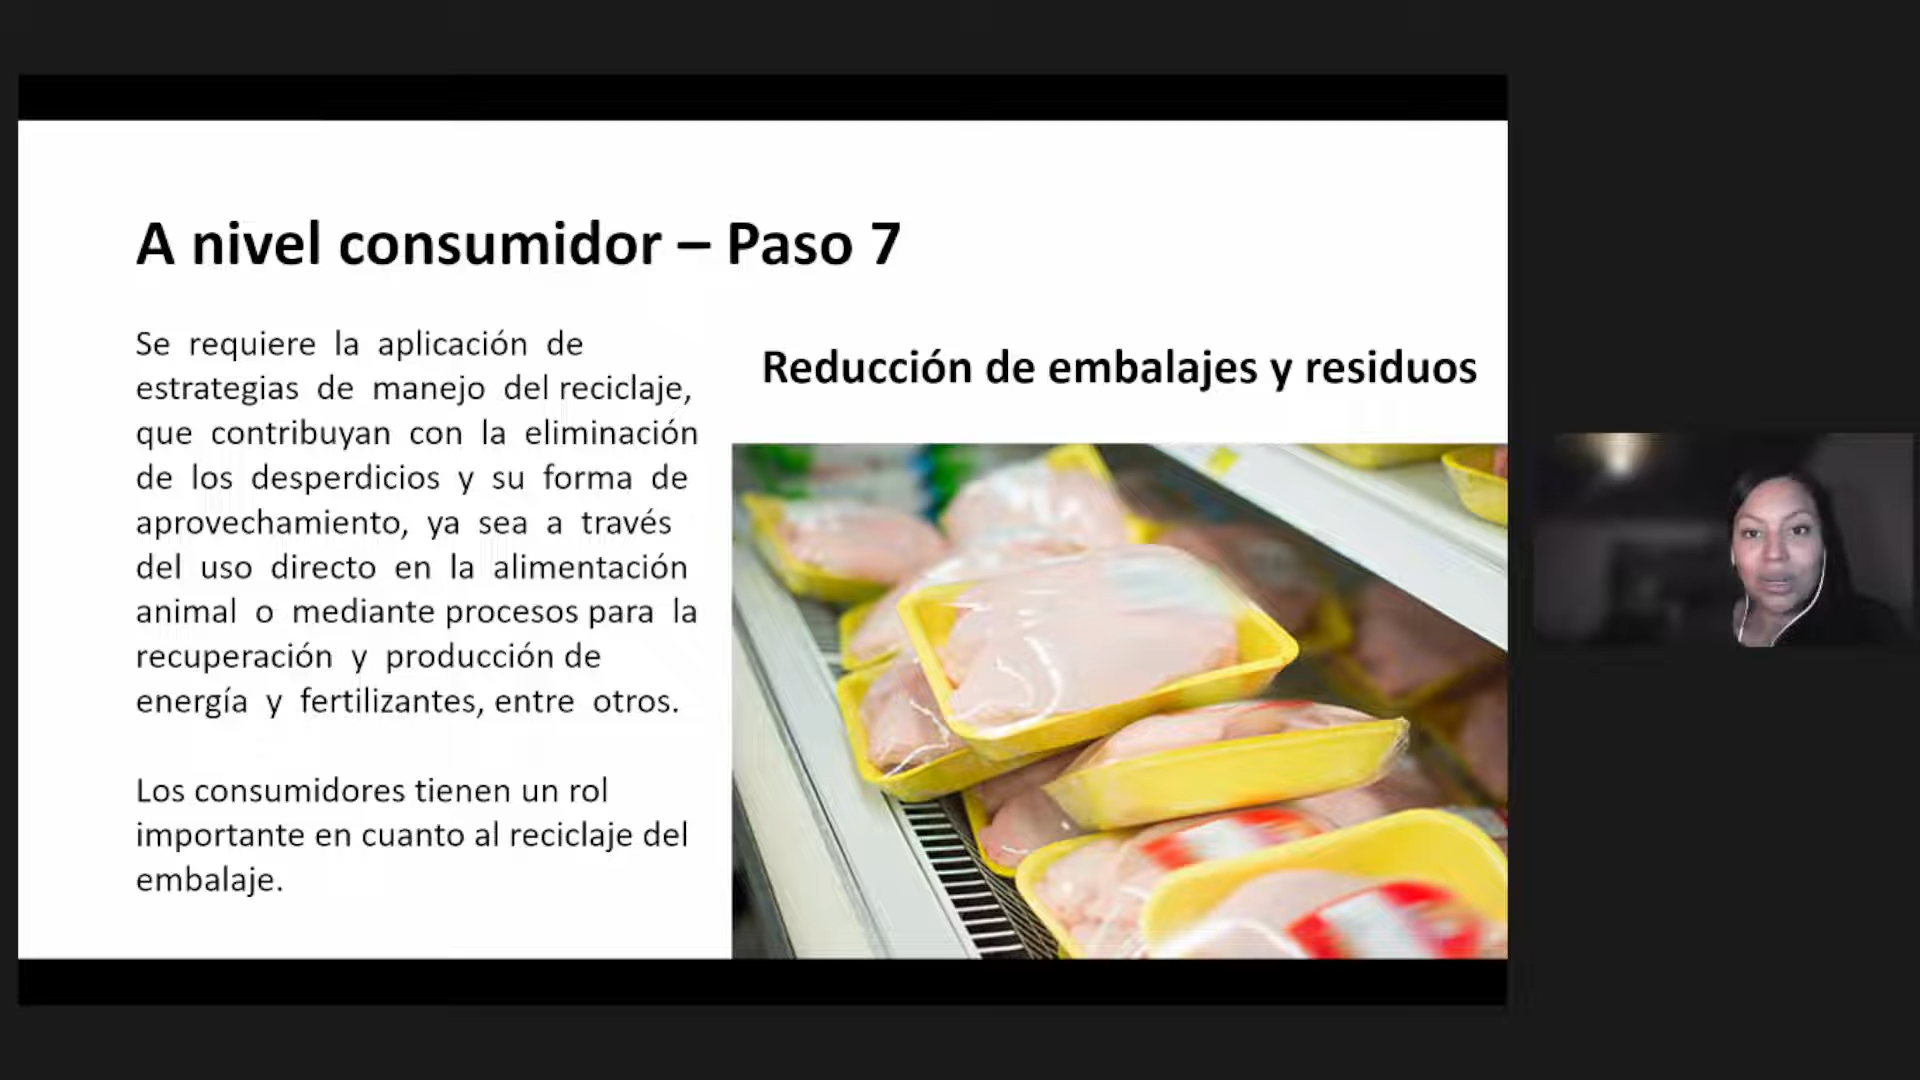 A nivel consumidor – Paso 7
Se requiere la aplicación de
estrategias de manejo del reciclaje,
que contribuyan con la eliminación
de los desperdicios y su forma de
aprovechamiento, ya sea a través
del uso directo en la alimentación
animal o mediante procesos para la
recuperación y producción de
energía y fertilizantes, entre otros.
Los consumidores tienen un rol
importante en cuanto al reciclaje del
embalaje.
Reducción de embalajes y residuos